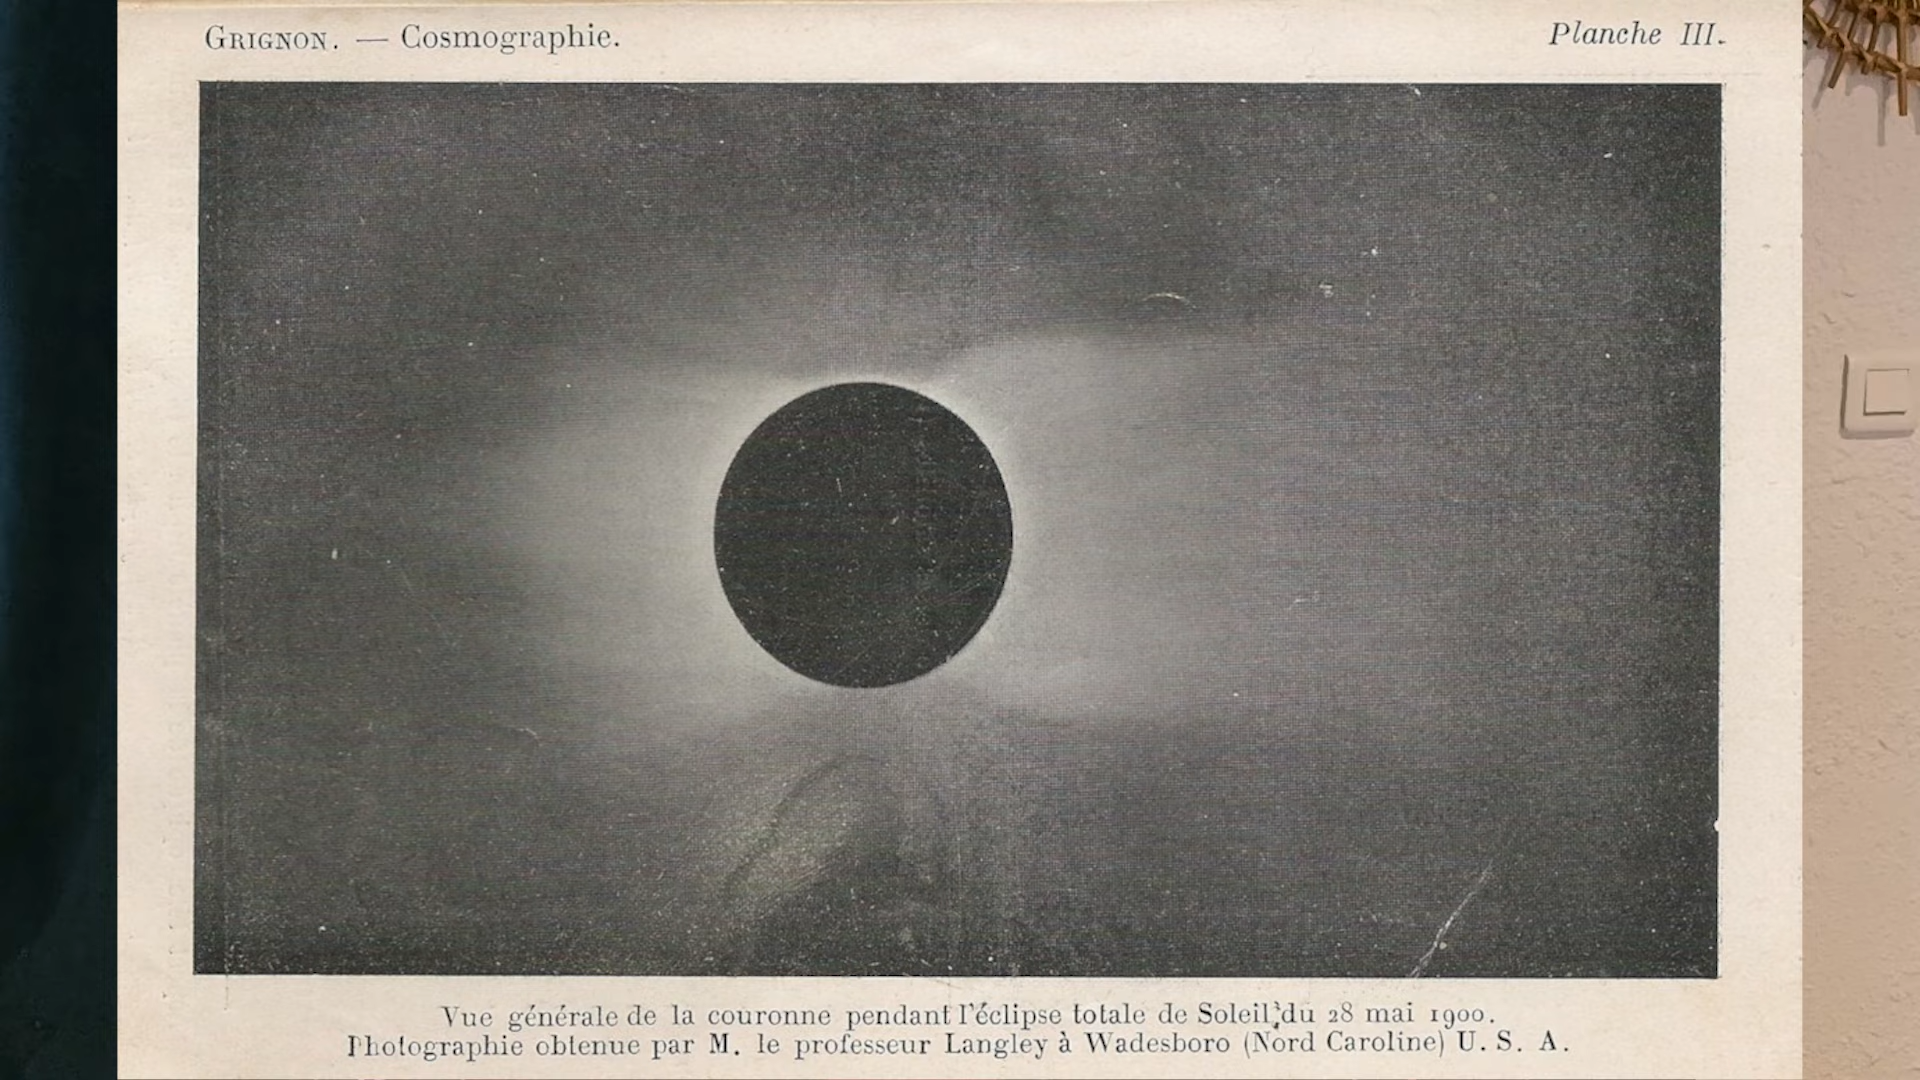 GRIGNON. — Cosmographie.
Planche III.
Vue générale de la couronne pendant l'éclipse totale de Soleil du 28 mai 1900.
Photographie obtenue par M. le professeur Langley à Wadesboro (Nord Caroline) U. S. A.